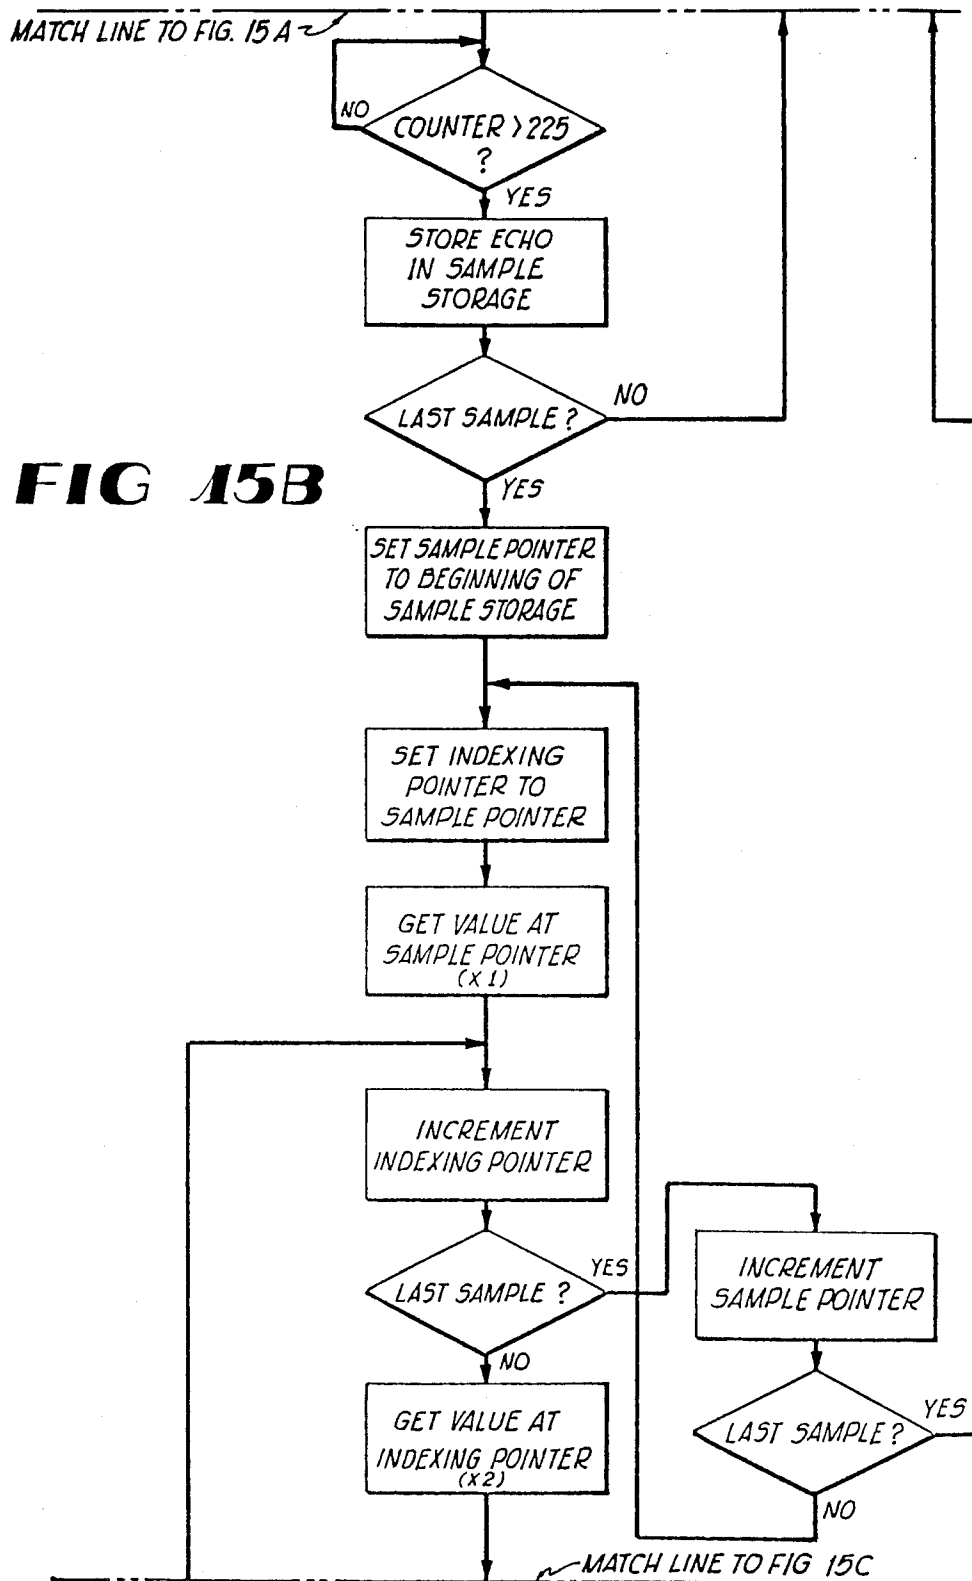 MATCH LINE TO FIG. 15A
NO
COUNTER > 225
?
YES
STORE ECHO
IN SAMPLE
STORAGE
LAST SAMPLE ?
NO
YES
FIG 15B
SET SAMPLE POINTER
TO BEGINNING OF
SAMPLE STORAGE
SET INDEXING
POINTER TO
SAMPLE POINTER
GET VALUE AT
SAMPLE POINTER
(X1)
INCREMENT
INDEXING POINTER
LAST SAMPLE ?
YES
NO
INCREMENT
SAMPLE POINTER
GET VALUE AT
INDEXING POINTER
(X2)
LAST SAMPLE ?
YES
NO
MATCH LINE TO FIG 15C